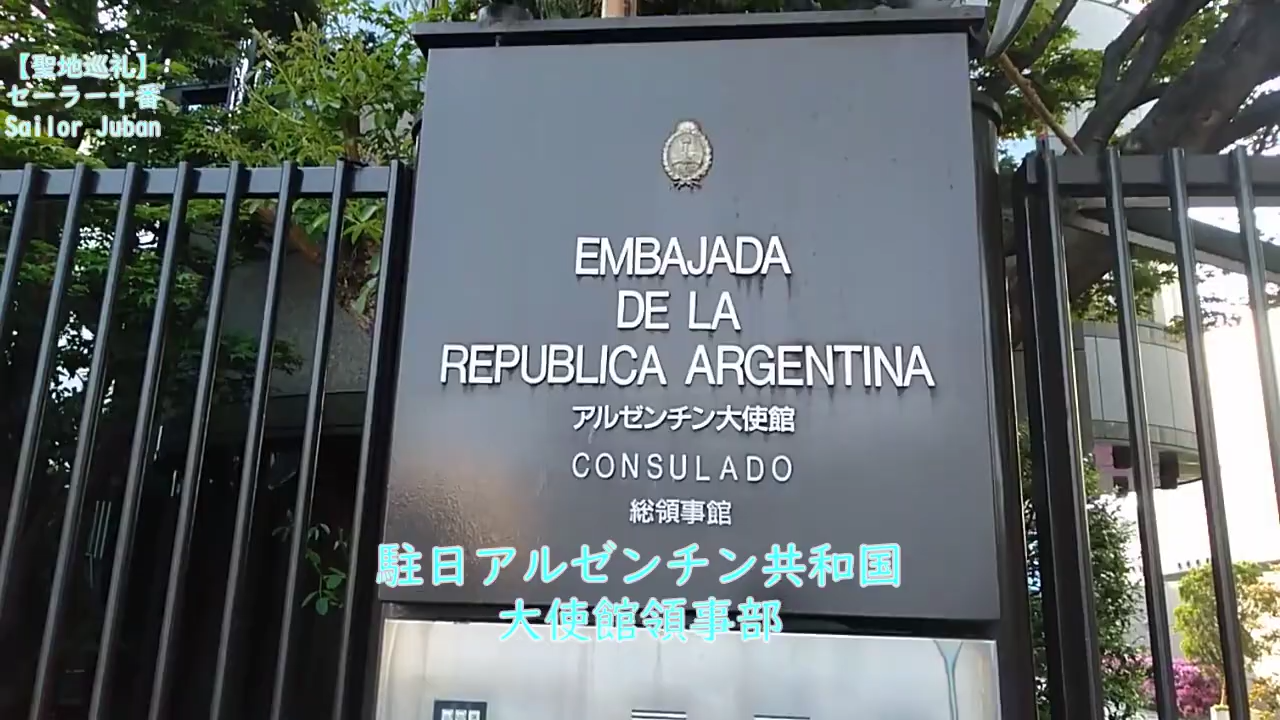 【聖地巡礼】
セーラー十番
Sailor Juban
EMBAJADA
DE LA
REPUBLICA ARGENTINA
アルゼンチン大使館
CONSULADO
総領事館
駐日アルゼンチン共和国
大使館領事部